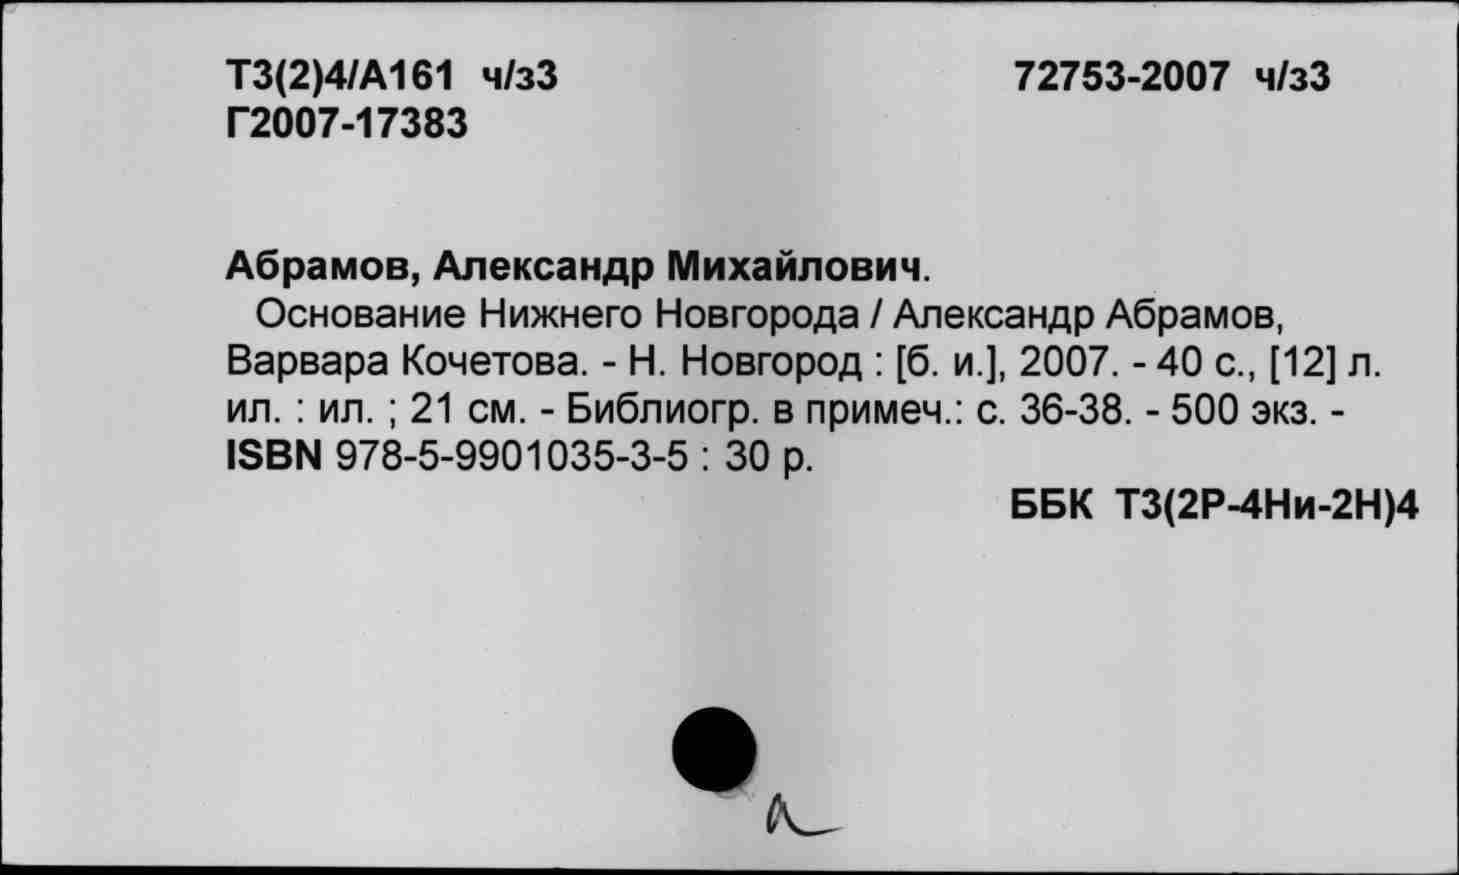 Т3(2)4/А161 ч/з3 72753-2007 ч/з3
Г2007-17383
Абрамов, Александр Михайлович.
Основание Нижнего Новгорода / Александр Абрамов,
Варвара Кочетова. - Н. Новгород : [б. и.], 2007. - 40 с., [12] л.
ил. : ил. ; 21 см. - Библиогр. в примеч.: с. 36-38. - 500 экз. -
ISBN 978-5-9901035-3-5 : 30 р.
ББК Т3(2Р-4Ни-2Н)4